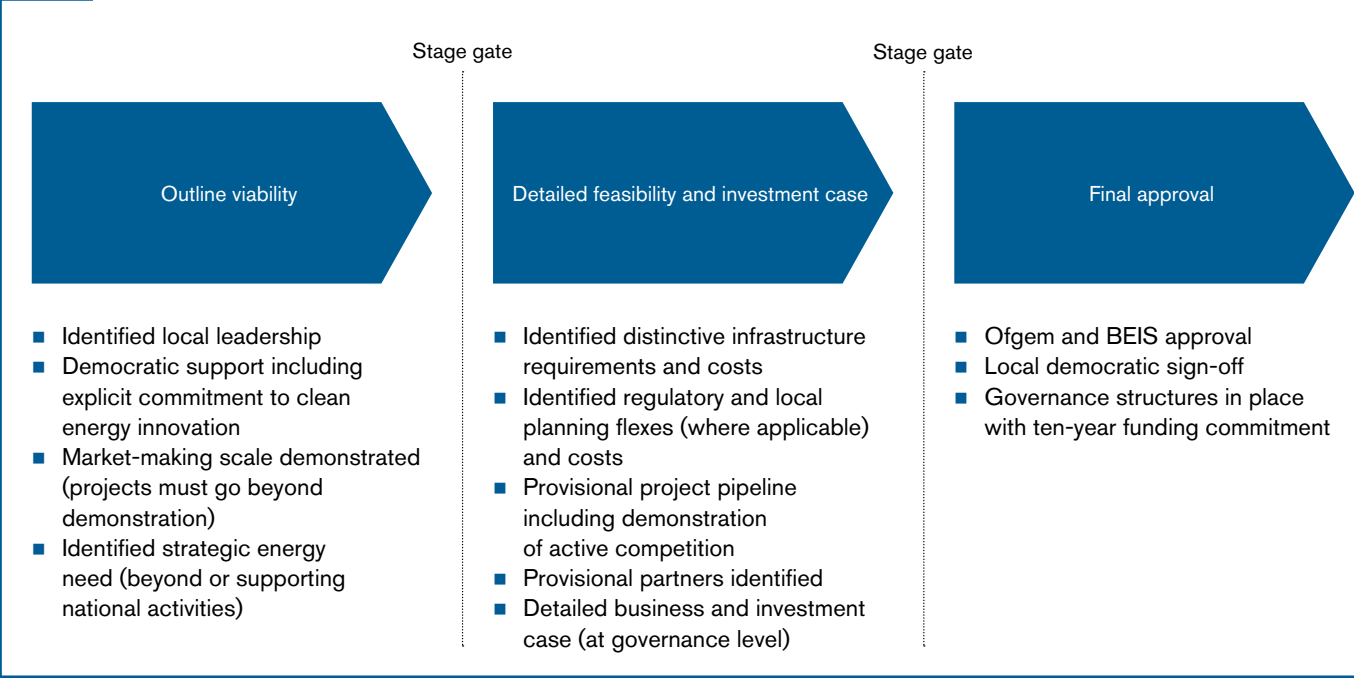 Stage gate
Stage gate
Outline viability
Detailed feasibility and investment case
Final approval
■ Identified local leadership
■ Democratic support including
explicit commitment to clean
energy innovation
■ Market-making scale demonstrated
(projects must go beyond
demonstration)
■ Identified strategic energy
need (beyond or supporting
national activities)
■ Identified distinctive infrastructure
requirements and costs
■ Identified regulatory and local
planning flexes (where applicable)
and costs
■ Provisional project pipeline
including demonstration
of active competition
■ Provisional partners identified
■ Detailed business and investment
case (at governance level)
■ Ofgem and BEIS approval
■ Local democratic sign-off
■ Governance structures in place
with ten-year funding commitment